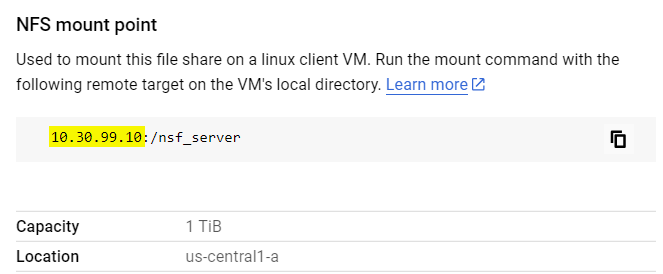 NFS mount point
Used to mount this file share on a linux client VM. Run the mount command with the
following remote target on the VM's local directory. Learn more
10.30.99.10:/nsf_server
Capacity 1 TiB
Location us-central1-a